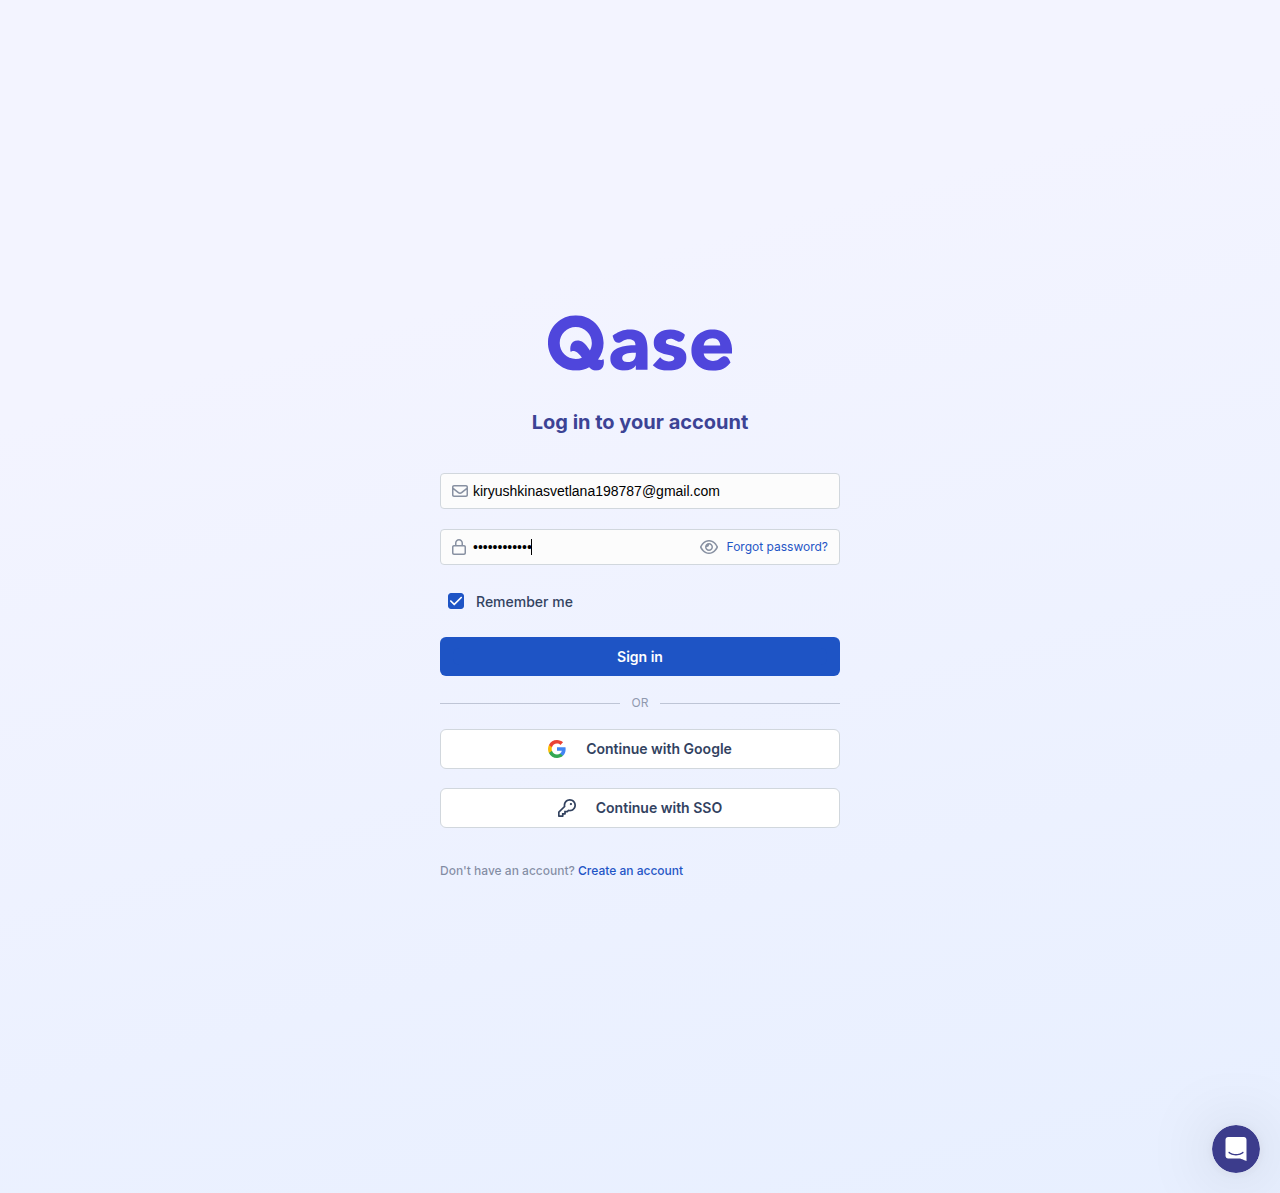 Qase
Log in to your account
kiryushkinasvetlana198787@gmail.com
•••••••••••• Forgot password?
Remember me
Sign in
OR
Continue with Google
Continue with SSO
Don't have an account? Create an account